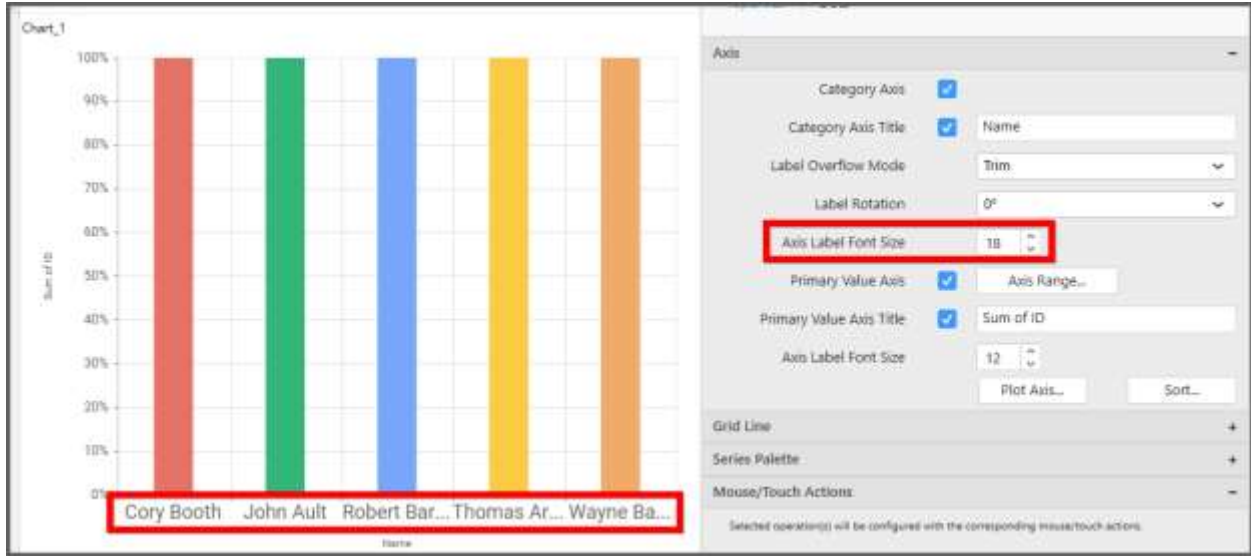 Chart_1
100%
90%
80%
70%
60%
50%
40%
30%
20%
10%
0%
Sum of ID
Cory Booth John Ault Robert Bar... Thomas Ar... Wayne Ba...
Name
Axis −
Category Axis
Category Axis Title Name
Label Overflow Mode Trim
Label Rotation 0°
Axis Label Font Size 18
Primary Value Axis Axis Range...
Primary Value Axis Title Sum of ID
Axis Label Font Size 12
Plot Axis... Sort...
Grid Line +
Series Palette +
Mouse/Touch Actions −
Selected operation(s) will be configured with the corresponding mouse/touch actions.